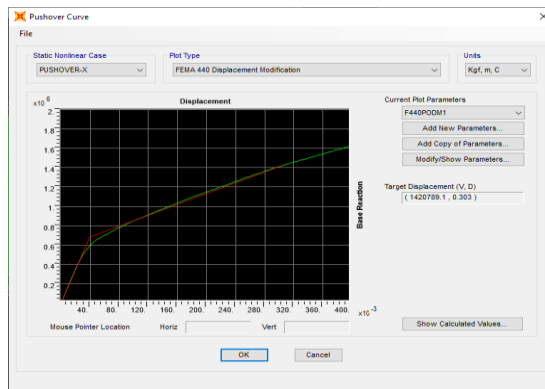 Pushover Curve
File
Static Nonlinear Case
Plot Type
Units
PUSHOVER-X
FEMA 440 Displacement Modification
Kgf, m, C
x10 6
Displacement
Current Plot Parameters
F440PODM1
Add New Parameters...
Add Copy of Parameters...
Modify/Show Parameters...
Target Displacement (V, D)
( 1420789.1 , 0.303 )
2.
1.8
1.6
1.4
1.2
1.
0.8
0.6
0.4
0.2
Base Reaction
40. 80. 120. 160. 200. 240. 280. 320. 360. 400.
x10 -3
Mouse Pointer Location Horiz Vert
Show Calculated Values...
OK Cancel